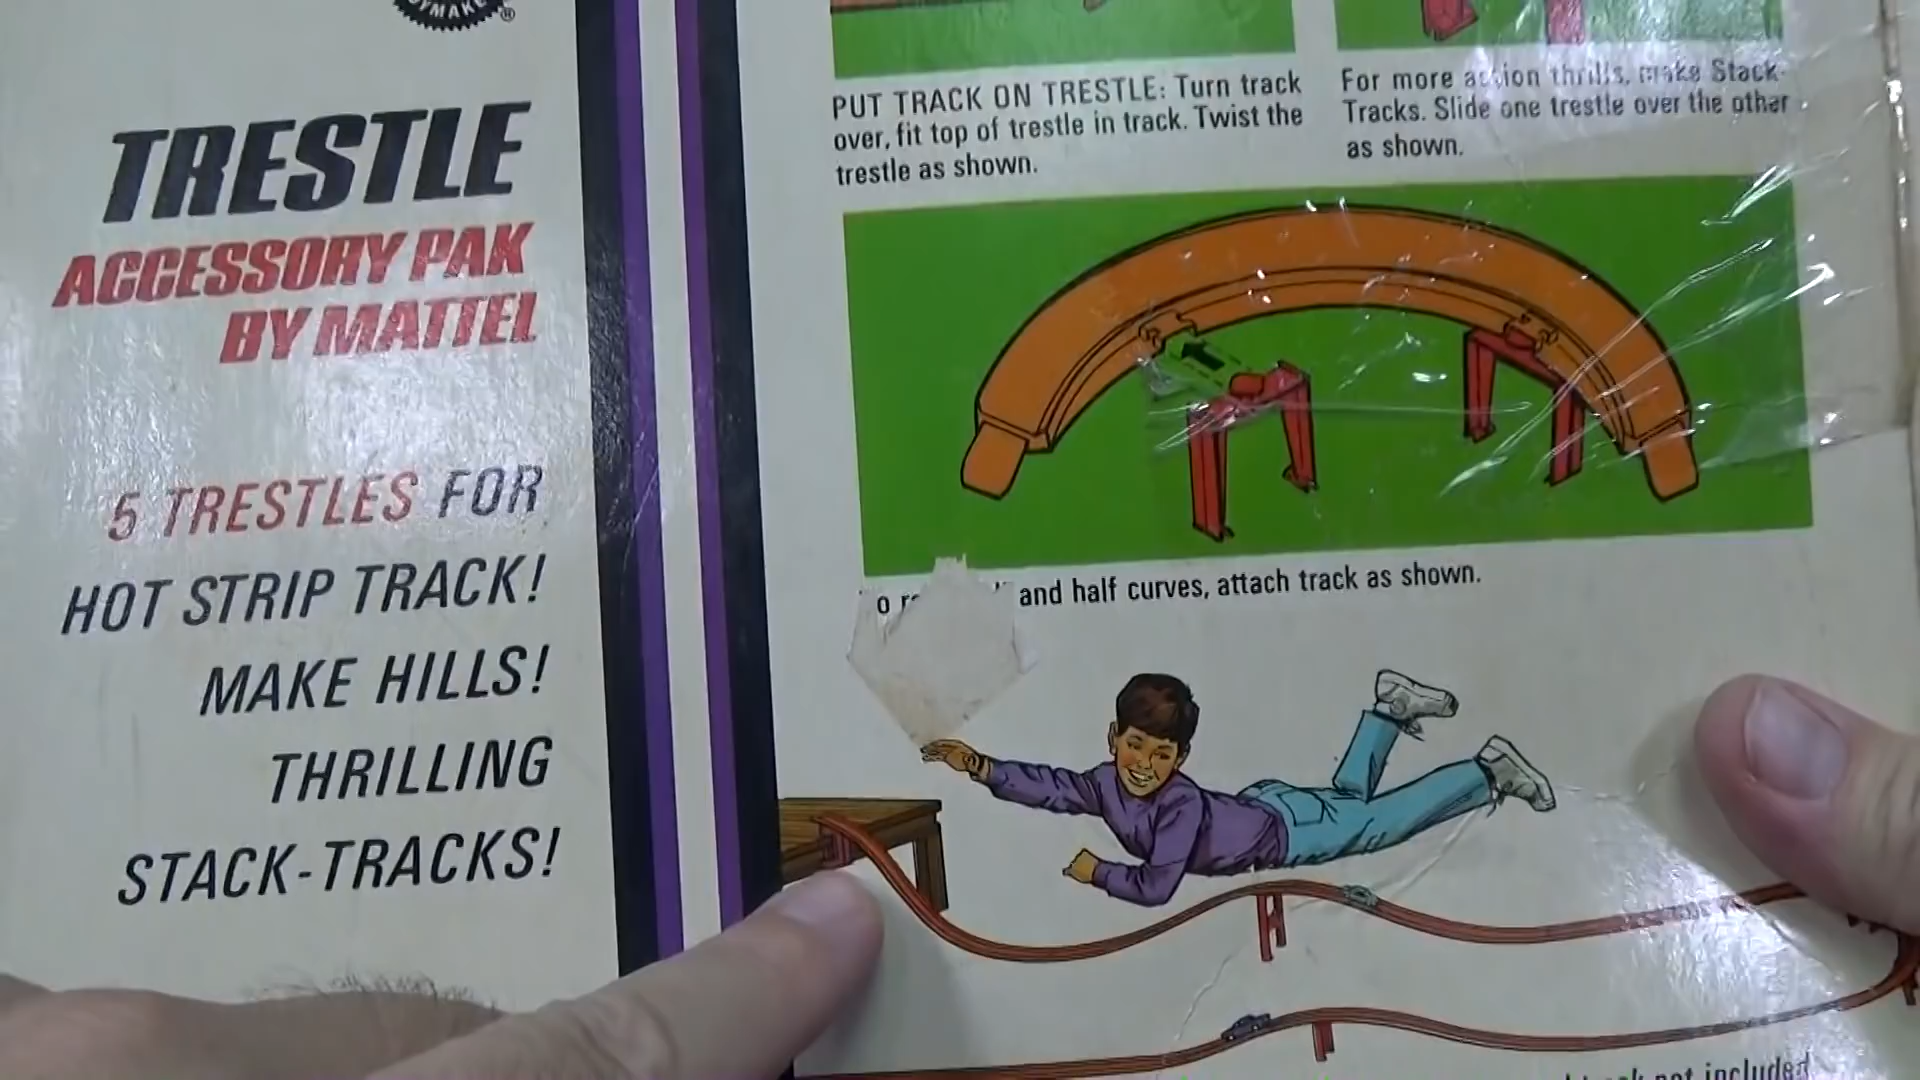 TRESTLE
ACCESSORY PAK
BY MATTEL
5 TRESTLES FOR
HOT STRIP TRACK!
MAKE HILLS!
THRILLING
STACK-TRACKS!
PUT TRACK ON TRESTLE: Turn track
over, fit top of trestle in track. Twist the
trestle as shown.
For more action thrills, make Stack-
Tracks. Slide one trestle over the other
as shown.
and half curves, attach track as shown.
not included